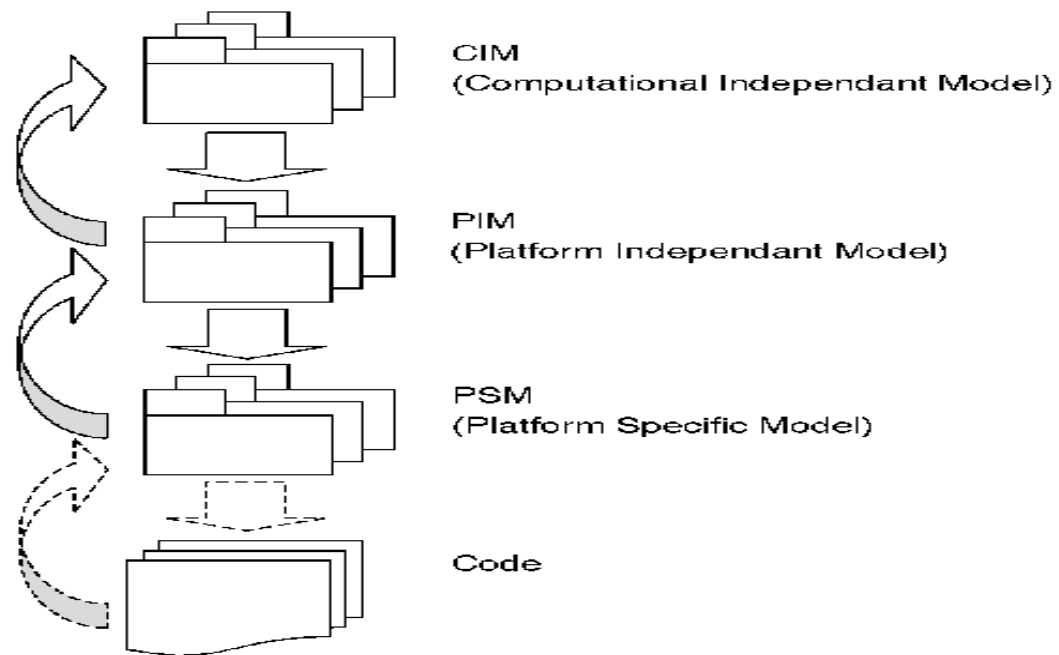 CIM
(Computational Independant Model)
PIM
(Platform Independant Model)
PSM
(Platform Specific Model)
Code